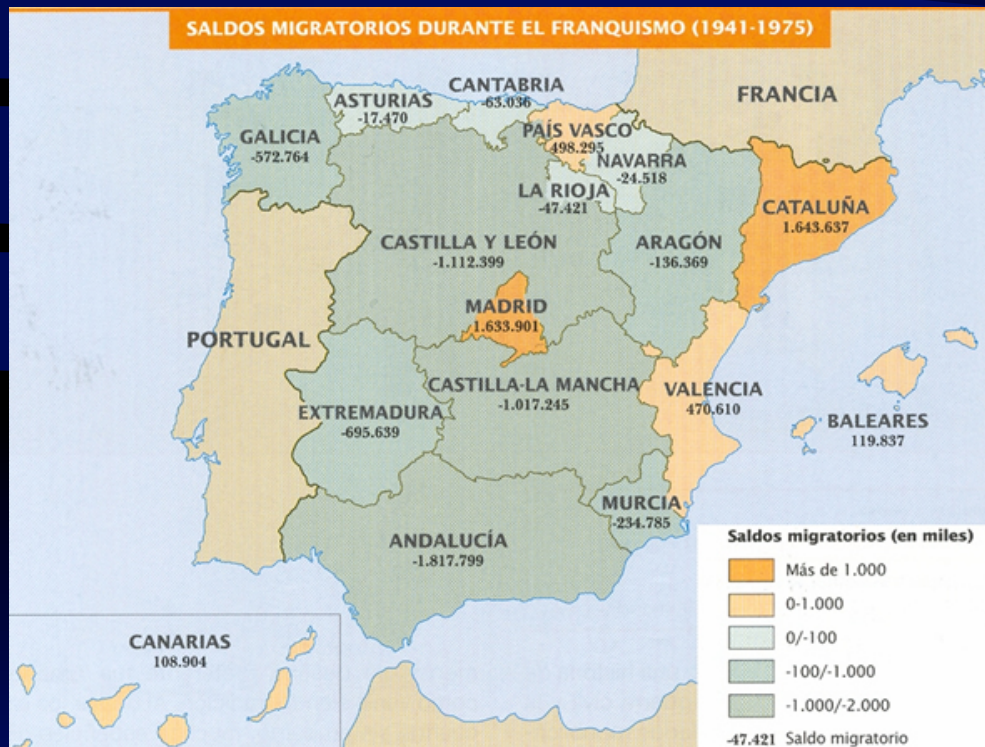 SALDOS MIGRATORIOS DURANTE EL FRANQUISMO (1941-1975)
CANTABRIA
-63.036
ASTURIAS
-17.470
FRANCIA
GALICIA
-572.764
PAÍS VASCO
498.295
NAVARRA
-24.518
LA RIOJA
-47.421
CATALUÑA
1.643.637
CASTILLA Y LEÓN
-1.112.399
ARAGÓN
-136.369
MADRID
1.633.901
PORTUGAL
CASTILLA-LA MANCHA
-1.017.245
VALENCIA
470.610
EXTREMADURA
-695.639
BALEARES
119.837
MURCIA
-234.785
ANDALUCÍA
-1.817.799
CANARIAS
108.904
Saldos migratorios (en miles)
Más de 1.000
0-1.000
0/-100
-100/-1.000
-1.000/-2.000
-47.421 Saldo migratorio